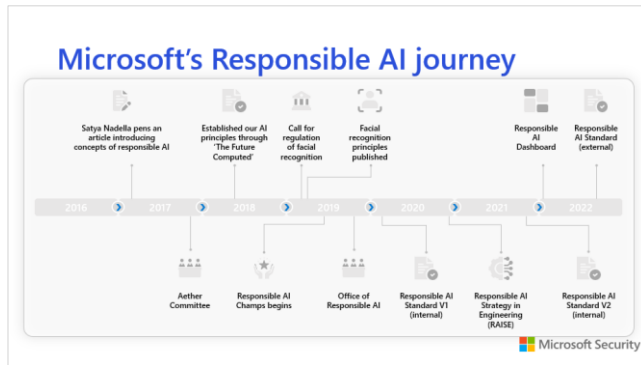 Microsoft's Responsible AI journey
Satya Nadella pens an
article introducing
concepts of responsible AI
Established our AI
principles through
'The Future
Computed'
Call for
regulation of
facial
recognition
Facial
recognition
principles
published
Responsible
AI
Dashboard
Responsible
AI Standard
(external)
2016
2017
2018
2019
2020
2021
2022
Aether
Committee
Responsible AI
Champs begins
Office of
Responsible AI
Responsible AI
Standard V1
(internal)
Responsible AI
Strategy in
Engineering
(RAISE)
Responsible AI
Standard V2
(internal)
Microsoft Security